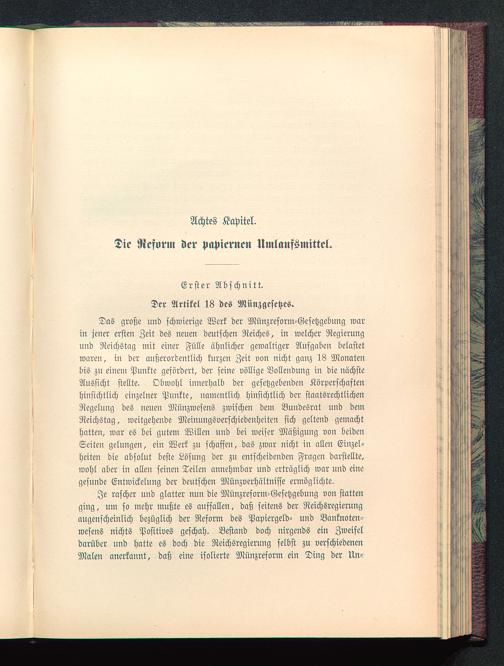 Achtes Kapitel.
Die Reform der papiernen Umlaufsmittel.
Erster Abschnitt.
Der Artikel 18 des Münzgesetzes.
Das große und schwierige Werk der Münzreform-Gesetzgebung war
in jener ersten Zeit des neuen deutschen Reiches, in welcher Regierung
und Reichstag mit einer Fülle ähnlicher gewaltiger Aufgaben belastet
waren, in der außerordentlich kurzen Zeit von nicht ganz 18 Monaten
bis zu einem Punkte gefördert, der seine völlige Vollendung in die nächste
Aussicht stellte. Obwohl innerhalb der gesetzgebenden Körperschaften
hinsichtlich einzelner Punkte, namentlich hinsichtlich der staatsrechtlichen
Regelung des neuen Münzwesens zwischen dem Bundesrat und dem
Reichstag, weitgehende Meinungsverschiedenheiten sich geltend gemacht
hatten, war es bei gutem Willen und bei weiser Mäßigung von beiden
Seiten gelungen, ein Werk zu schaffen, das zwar nicht in allen Einzel-
heiten die absolut beste Lösung der zu entscheidenden Fragen darstellte,
wohl aber in allen seinen Teilen annehmbar und erträglich war und eine
gesunde Entwickelung der deutschen Münzverhältnisse ermöglichte.
Je rascher und glatter nun die Münzreform-Gesetzgebung von statten
ging, um so mehr mußte es auffallen, daß seitens der Reichsregierung
augenscheinlich bezüglich der Reform des Papiergeld- und Banknoten-
wesens nichts Positives geschah. Bestand doch nirgends ein Zweifel
darüber und hatte es doch die Reichsregierung selbst zu verschiedenen
Malen anerkannt, daß eine isolierte Münzreform ein Ding der Un-